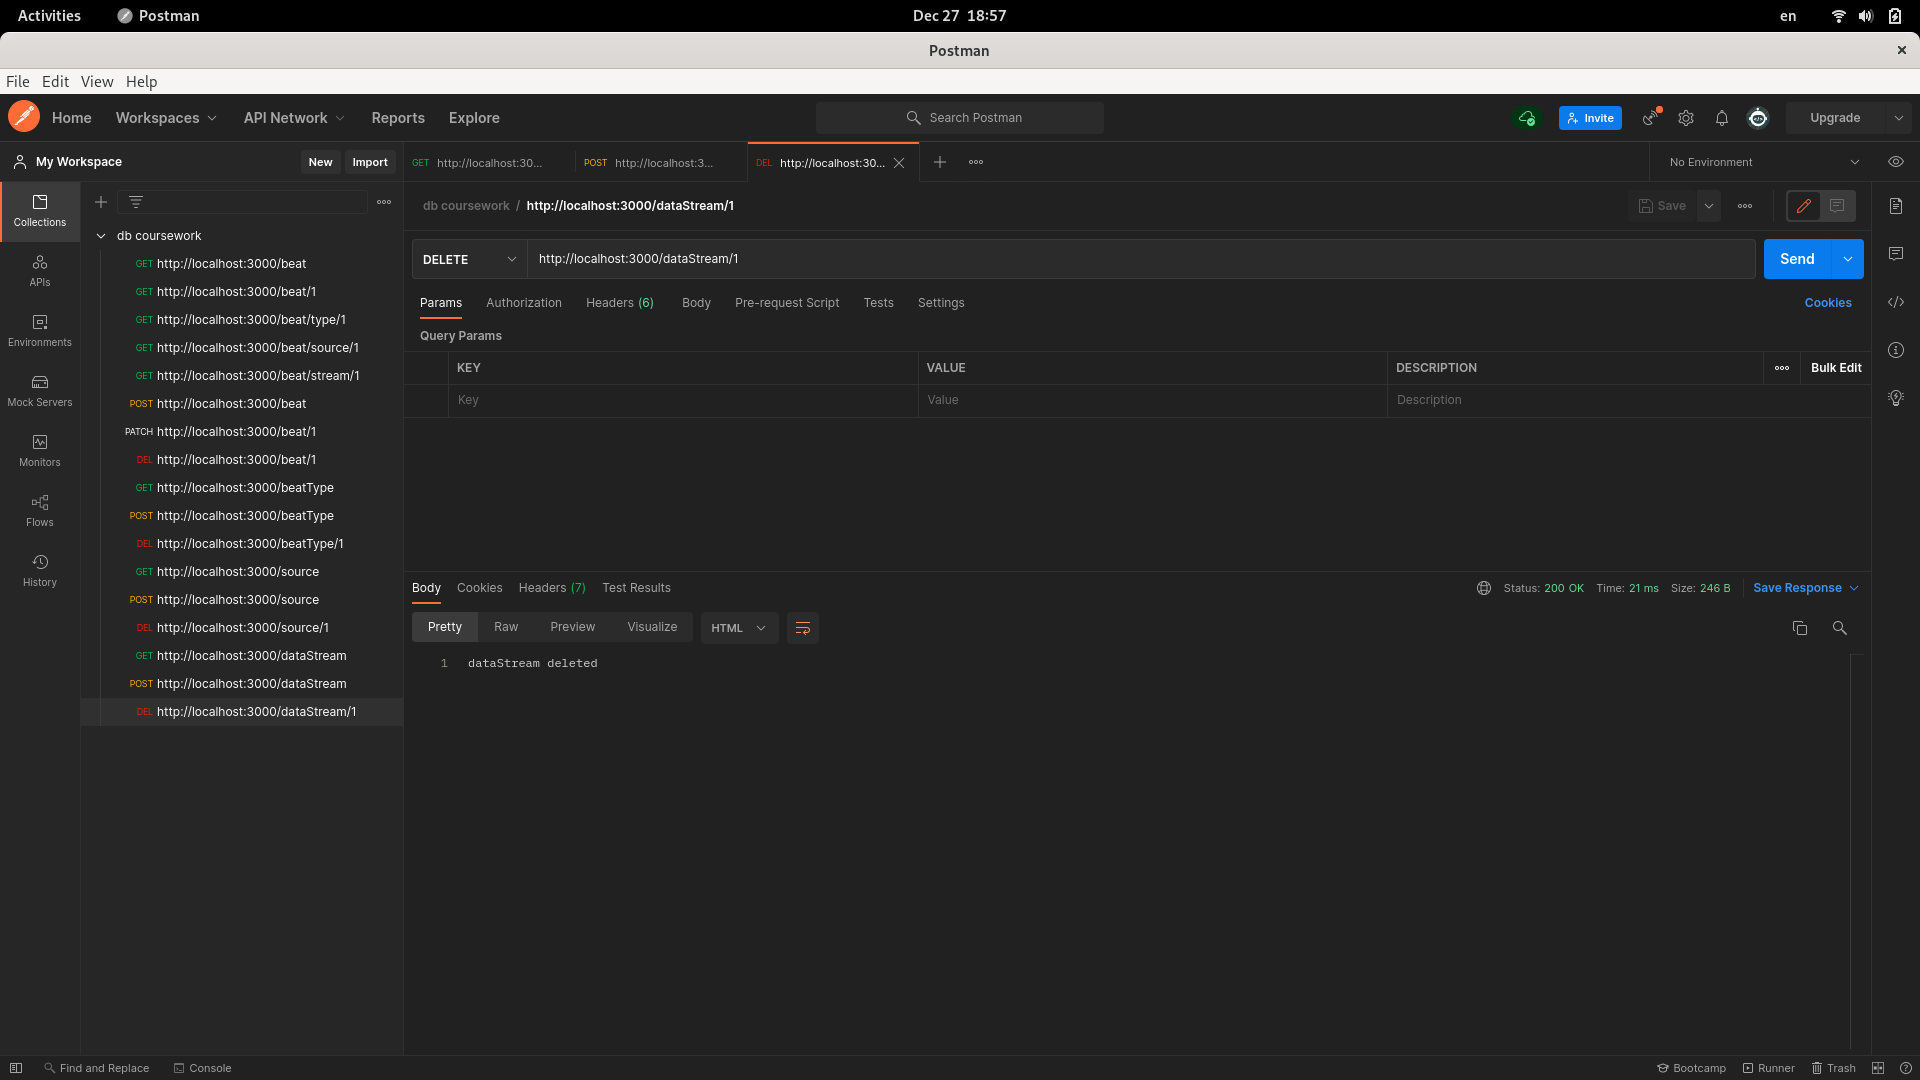 Activities Postman Dec 27 18:57 en
Postman
File Edit View Help
Home Workspaces API Network Reports Explore Search Postman Invite Upgrade
My Workspace New Import GET http://localhost:30... POST http://localhost:3... DEL http://localhost:30... No Environment
db coursework / http://localhost:3000/dataStream/1 Save
Collections
APIs
Environments
Mock Servers
Monitors
Flows
History
db coursework
GET http://localhost:3000/beat
GET http://localhost:3000/beat/1
GET http://localhost:3000/beat/type/1
GET http://localhost:3000/beat/source/1
GET http://localhost:3000/beat/stream/1
POST http://localhost:3000/beat
PATCH http://localhost:3000/beat/1
DEL http://localhost:3000/beat/1
GET http://localhost:3000/beatType
POST http://localhost:3000/beatType
DEL http://localhost:3000/beatType/1
GET http://localhost:3000/source
POST http://localhost:3000/source
DEL http://localhost:3000/source/1
GET http://localhost:3000/dataStream
POST http://localhost:3000/dataStream
DEL http://localhost:3000/dataStream/1
DELETE http://localhost:3000/dataStream/1 Send
Params Authorization Headers (6) Body Pre-request Script Tests Settings Cookies
Query Params
KEY VALUE DESCRIPTION Bulk Edit
Key Value Description
Body Cookies Headers (7) Test Results Status: 200 OK Time: 21 ms Size: 246 B Save Response
Pretty Raw Preview Visualize HTML
1 dataStream deleted
Find and Replace Console Bootcamp Runner Trash